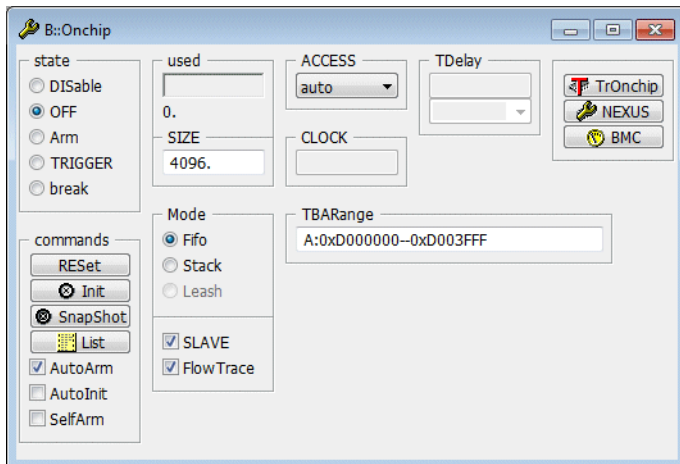 B::Onchip
state
DISable
OFF
Arm
TRIGGER
break
commands
RESet
Init
SnapShot
List
AutoArm
AutoInit
SelfArm
used
0.
SIZE
4096.
Mode
Fifo
Stack
Leash
SLAVE
FlowTrace
ACCESS
auto
CLOCK
TDelay
TBARange
A:0xD000000--0xD003FFF
TrOnchip
NEXUS
BMC